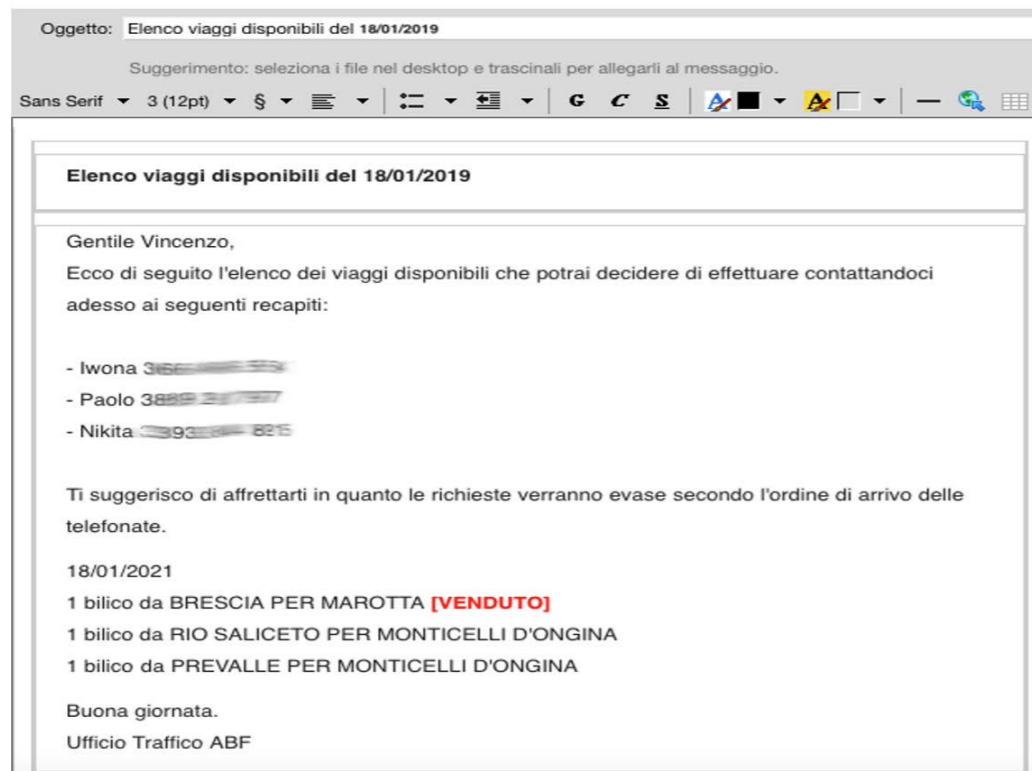 Oggetto: Elenco viaggi disponibili del 18/01/2019
Suggerimento: seleziona i file nel desktop e trascinali per allegarli al messaggio.
Sans Serif 3 (12pt) § G C S
Elenco viaggi disponibili del 18/01/2019
Gentile Vincenzo,
Ecco di seguito l'elenco dei viaggi disponibili che potrai decidere di effettuare contattandoci
adesso ai seguenti recapiti:
- Iwona
- Paolo
- Nikita
Ti suggerisco di affrettarti in quanto le richieste verranno evase secondo l'ordine di arrivo delle
telefonate.
18/01/2021
1 bilico da BRESCIA PER MAROTTA [VENDUTO]
1 bilico da RIO SALICETO PER MONTICELLI D'ONGINA
1 bilico da PREVALLE PER MONTICELLI D'ONGINA
Buona giornata.
Ufficio Traffico ABF